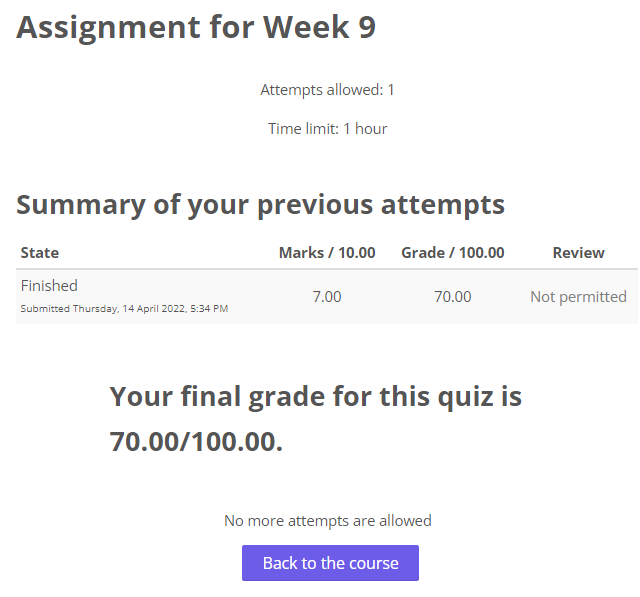 Assignment for Week 9
Attempts allowed: 1
Time limit: 1 hour
Summary of your previous attempts
State Marks / 10.00 Grade / 100.00 Review
Finished
Submitted Thursday, 14 April 2022, 5:34 PM
7.00 70.00 Not permitted
Your final grade for this quiz is
70.00/100.00.
No more attempts are allowed
Back to the course